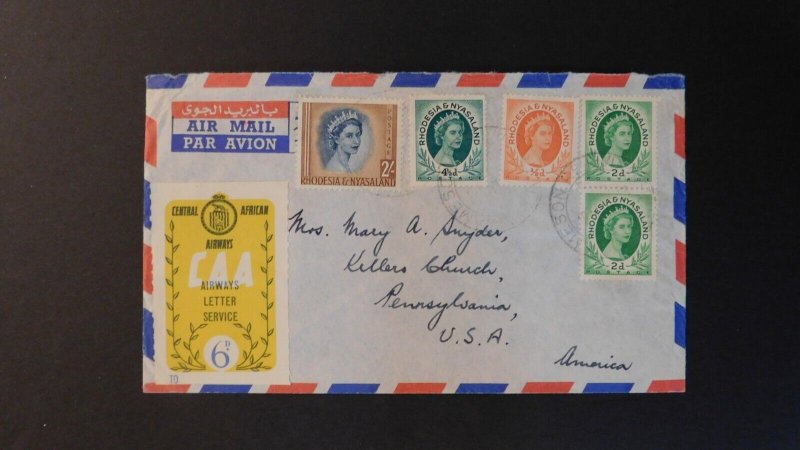 بالبريد الجوى
AIR MAIL
PAR AVION
POSTAGE
2/-
RHODESIA & NYASALAND
RHODESIA & NYASALAND
4½d
RHODESIA & NYASALAND
½d
RHODESIA & NYASALAND
2d
RHODESIA & NYASALAND
2d
CENTRAL AFRICAN
AIRWAYS
CAA
AIRWAYS
LETTER
SERVICE
6D.
TO
Mrs. Mary A. Snyder,
Killers Church,
Pennsylvania,
U.S.A.
America